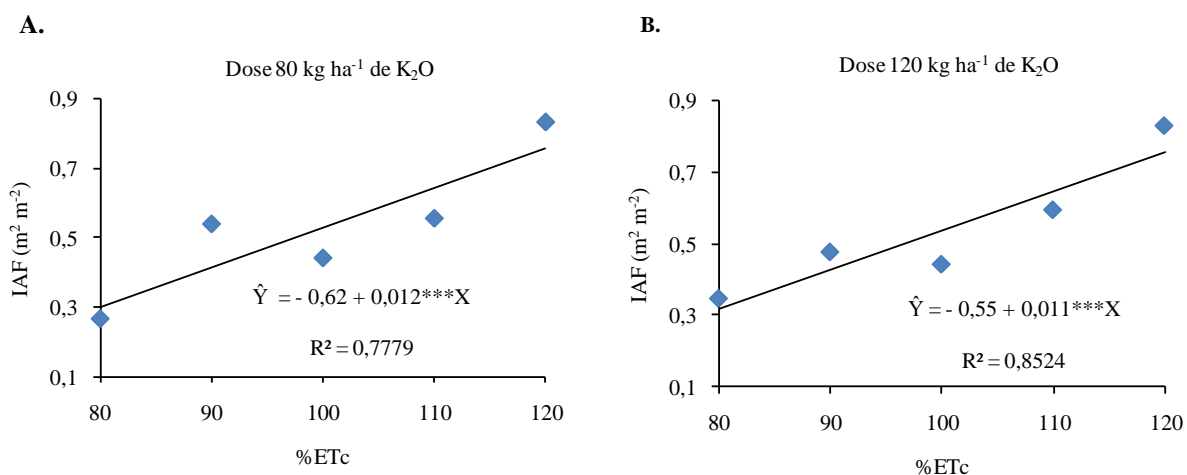 A.
Dose 80 kg ha⁻¹ de K₂O
0,9
0,7
0,5
0,3
0,1
IAF (m² m⁻²)
Ŷ = - 0,62 + 0,012***X
R² = 0,7779
80 90 100 110 120
%ETc
B.
Dose 120 kg ha⁻¹ de K₂O
0,9
0,7
0,5
0,3
0,1
IAF (m² m⁻²)
Ŷ = - 0,55 + 0,011***X
R² = 0,8524
80 90 100 110 120
%ETc